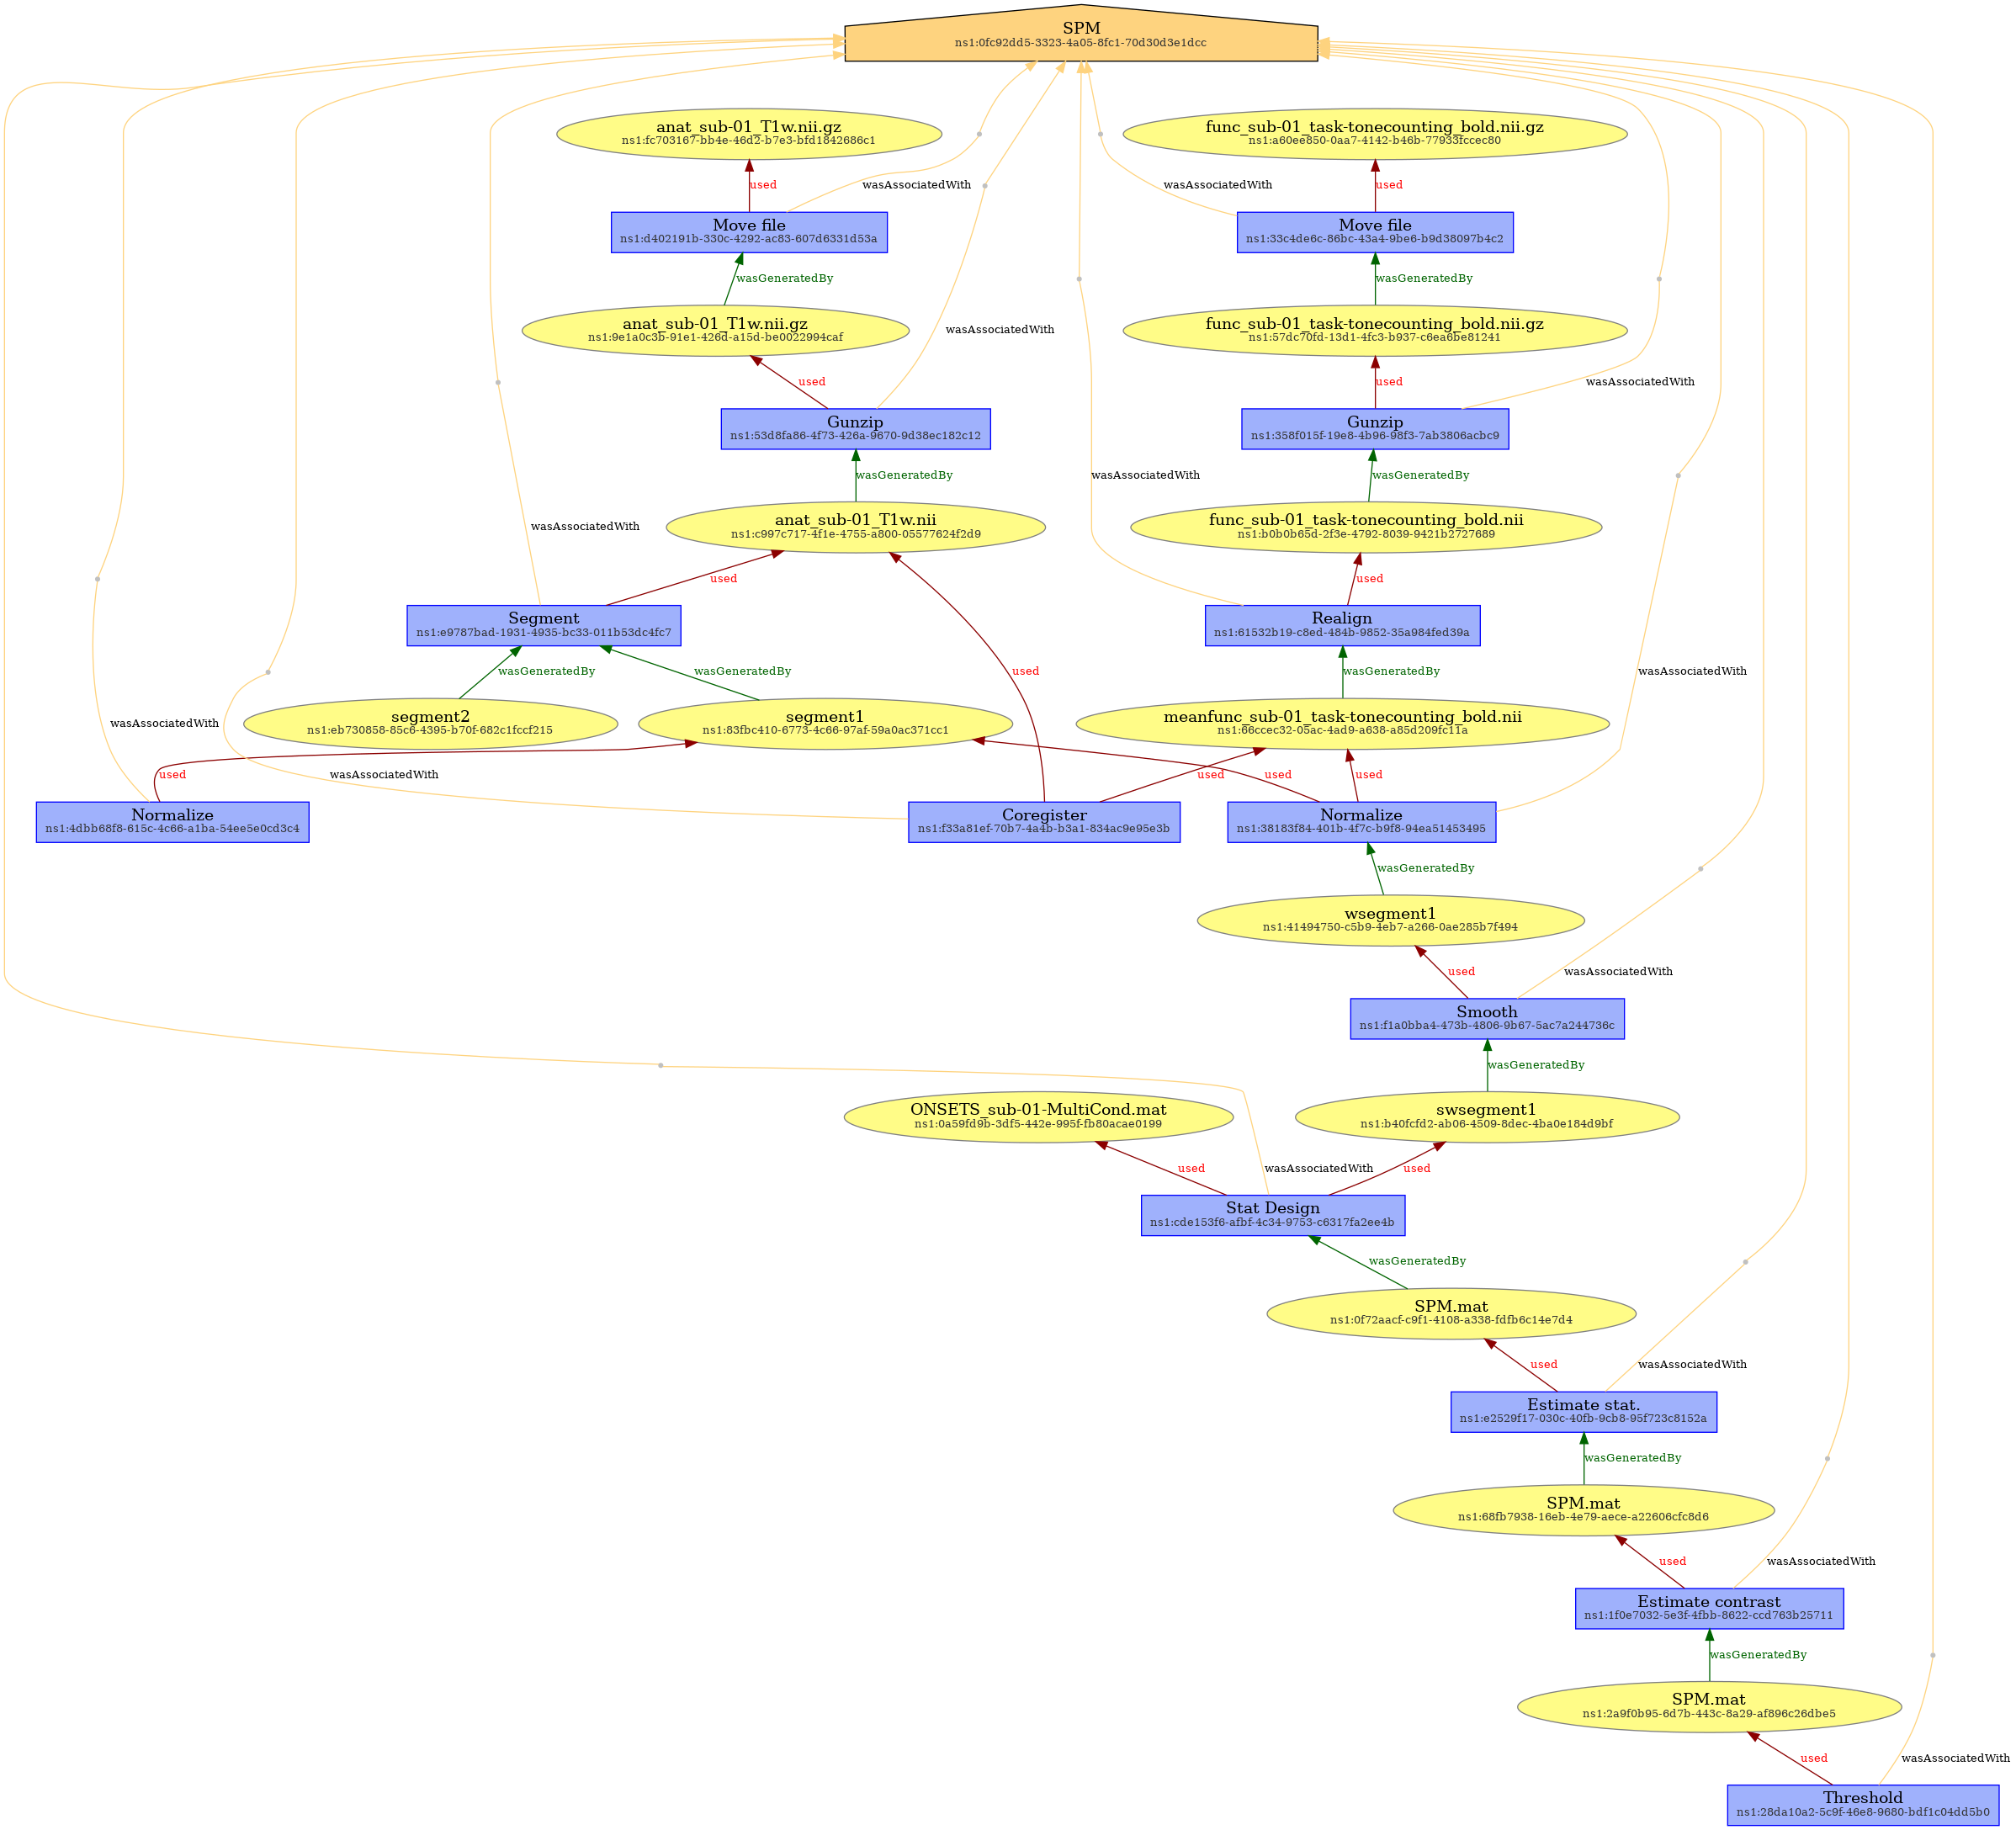 SPM
ns1:0fc92dd5-3323-4a05-8fc1-70d30d3e1dcc
anat_sub-01_T1w.nii.gz
ns1:fc703167-bb4e-46d2-b7e3-bfd1842686c1
func_sub-01_task-tonecounting_bold.nii.gz
ns1:a60ee850-0aa7-4142-b46b-77933fccec80
used
wasAssociatedWith
wasAssociatedWith
used
Move file
ns1:d402191b-330c-4292-ac83-607d6331d53a
Move file
ns1:33c4de6c-86bc-43a4-9be6-b9d38097b4c2
wasGeneratedBy
wasGeneratedBy
anat_sub-01_T1w.nii.gz
ns1:9e1a0c3b-91e1-426d-a15d-be0022994caf
wasAssociatedWith
func_sub-01_task-tonecounting_bold.nii.gz
ns1:57dc70fd-13d1-4fc3-b937-c6ea6be81241
used
used
wasAssociatedWith
Gunzip
ns1:53d8fa86-4f73-426a-9670-9d38ec182c12
Gunzip
ns1:358f015f-19e8-4b96-98f3-7ab3806acbc9
wasGeneratedBy
wasAssociatedWith
wasGeneratedBy
wasAssociatedWith
anat_sub-01_T1w.nii
ns1:c997c717-4f1e-4755-a800-05577624f2d9
func_sub-01_task-tonecounting_bold.nii
ns1:b0b0b65d-2f3e-4792-8039-9421b2727689
used
used
Segment
ns1:e9787bad-1931-4935-bc33-011b53dc4fc7
Realign
ns1:61532b19-c8ed-484b-9852-35a984fed39a
wasGeneratedBy
wasGeneratedBy
used
wasGeneratedBy
wasAssociatedWith
wasAssociatedWith
segment2
ns1:eb730858-85c6-4395-b70f-682c1fccf215
segment1
ns1:83fbc410-6773-4c66-97af-59a0ac371cc1
meanfunc_sub-01_task-tonecounting_bold.nii
ns1:66ccec32-05ac-4ad9-a638-a85d209fc11a
used
wasAssociatedWith
used
used
used
Normalize
ns1:4dbb68f8-615c-4c66-a1ba-54ee5e0cd3c4
Coregister
ns1:f33a81ef-70b7-4a4b-b3a1-834ac9e95e3b
Normalize
ns1:38183f84-401b-4f7c-b9f8-94ea51453495
wasGeneratedBy
wsegment1
ns1:41494750-c5b9-4eb7-a266-0ae285b7f494
used
wasAssociatedWith
Smooth
ns1:f1a0bba4-473b-4806-9b67-5ac7a244736c
wasGeneratedBy
ONSETS_sub-01-MultiCond.mat
ns1:0a59fd9b-3df5-442e-995f-fb80acae0199
swsegment1
ns1:b40fcfd2-ab06-4509-8dec-4ba0e184d9bf
used
wasAssociatedWith
used
Stat Design
ns1:cde153f6-afbf-4c34-9753-c6317fa2ee4b
wasGeneratedBy
SPM.mat
ns1:0f72aacf-c9f1-4108-a338-fdfb6c14e7d4
used
wasAssociatedWith
Estimate stat.
ns1:e2529f17-030c-40fb-9cb8-95f723c8152a
wasGeneratedBy
SPM.mat
ns1:68fb7938-16eb-4e79-aece-a22606cfc8d6
used
wasAssociatedWith
Estimate contrast
ns1:1f0e7032-5e3f-4fbb-8622-ccd763b25711
wasGeneratedBy
SPM.mat
ns1:2a9f0b95-6d7b-443c-8a29-af896c26dbe5
used
wasAssociatedWith
Threshold
ns1:28da10a2-5c9f-46e8-9680-bdf1c04dd5b0